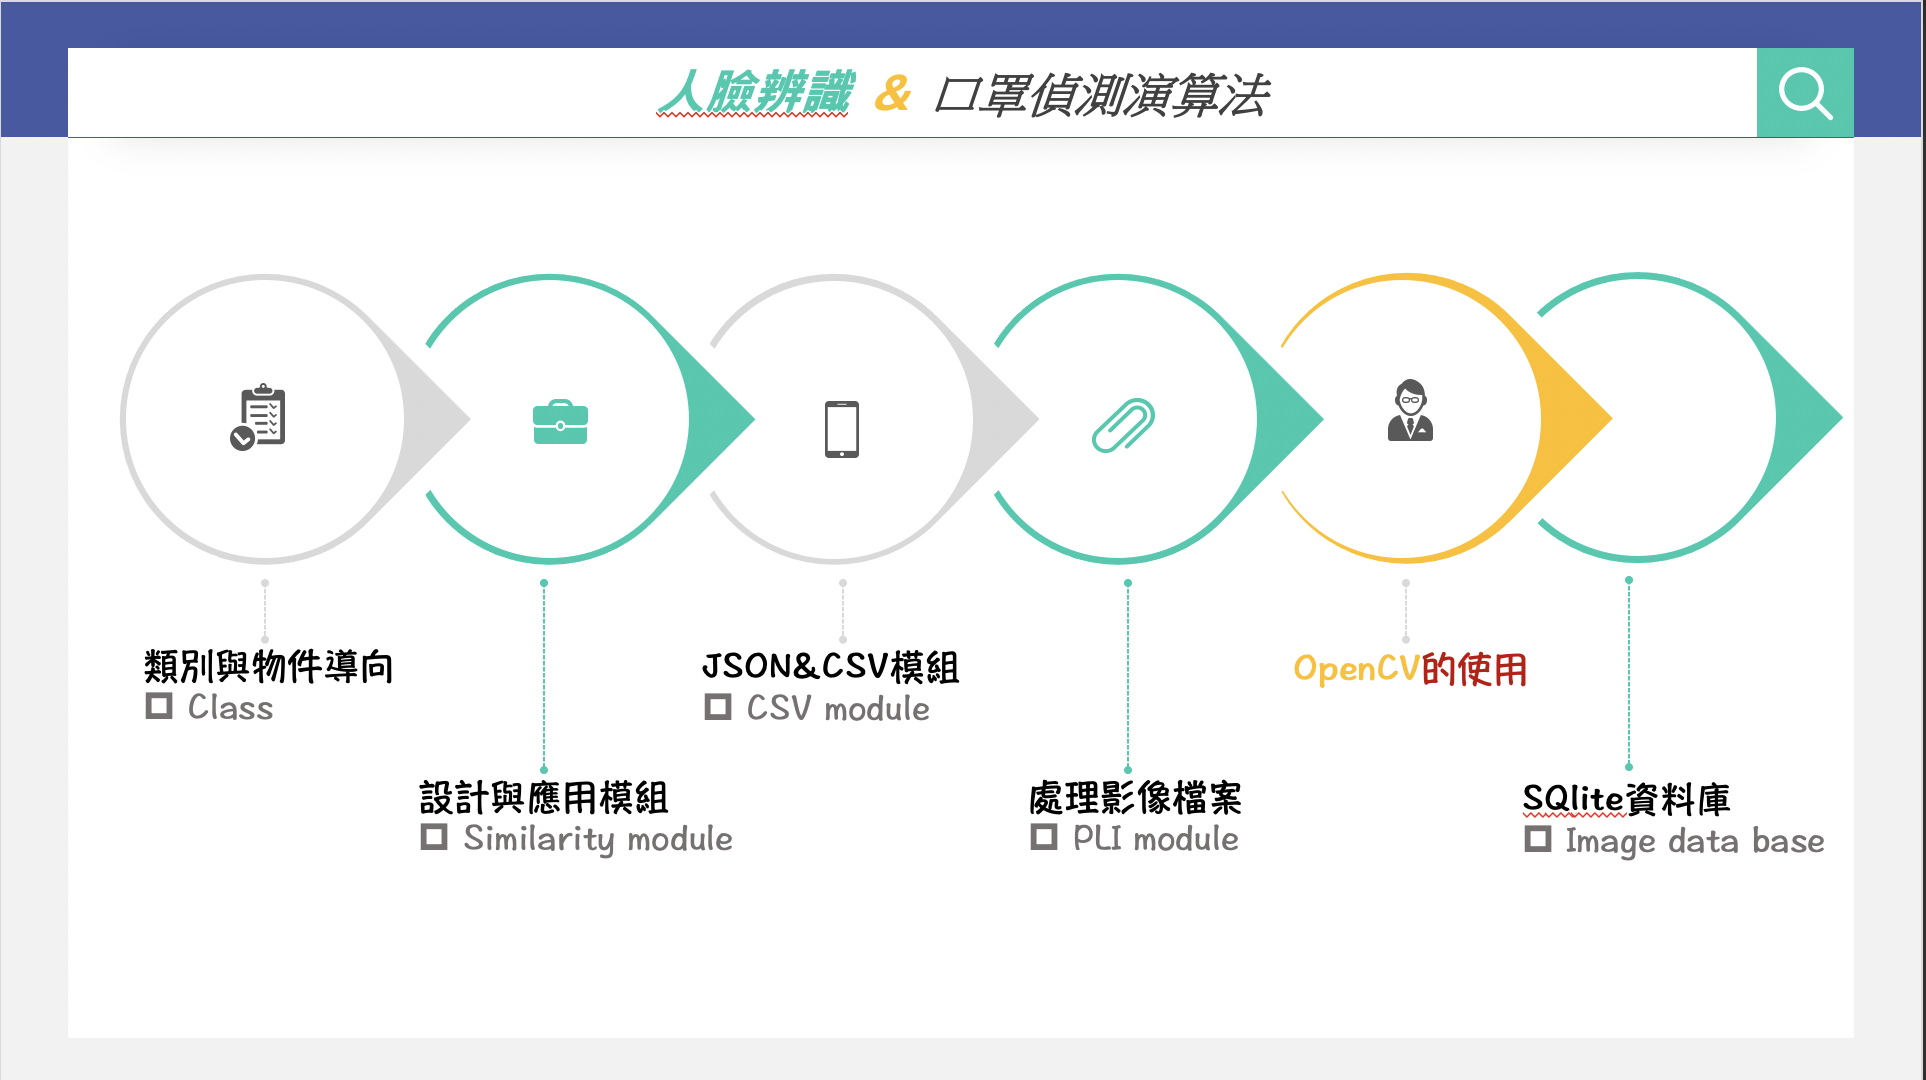 人臉辨識 & 口罩偵測演算法
類別與物件導向
Class
設計與應用模組
Similarity module
JSON&CSV模組
CSV module
處理影像檔案
PLI module
OpenCV的使用
SQlite資料庫
Image data base